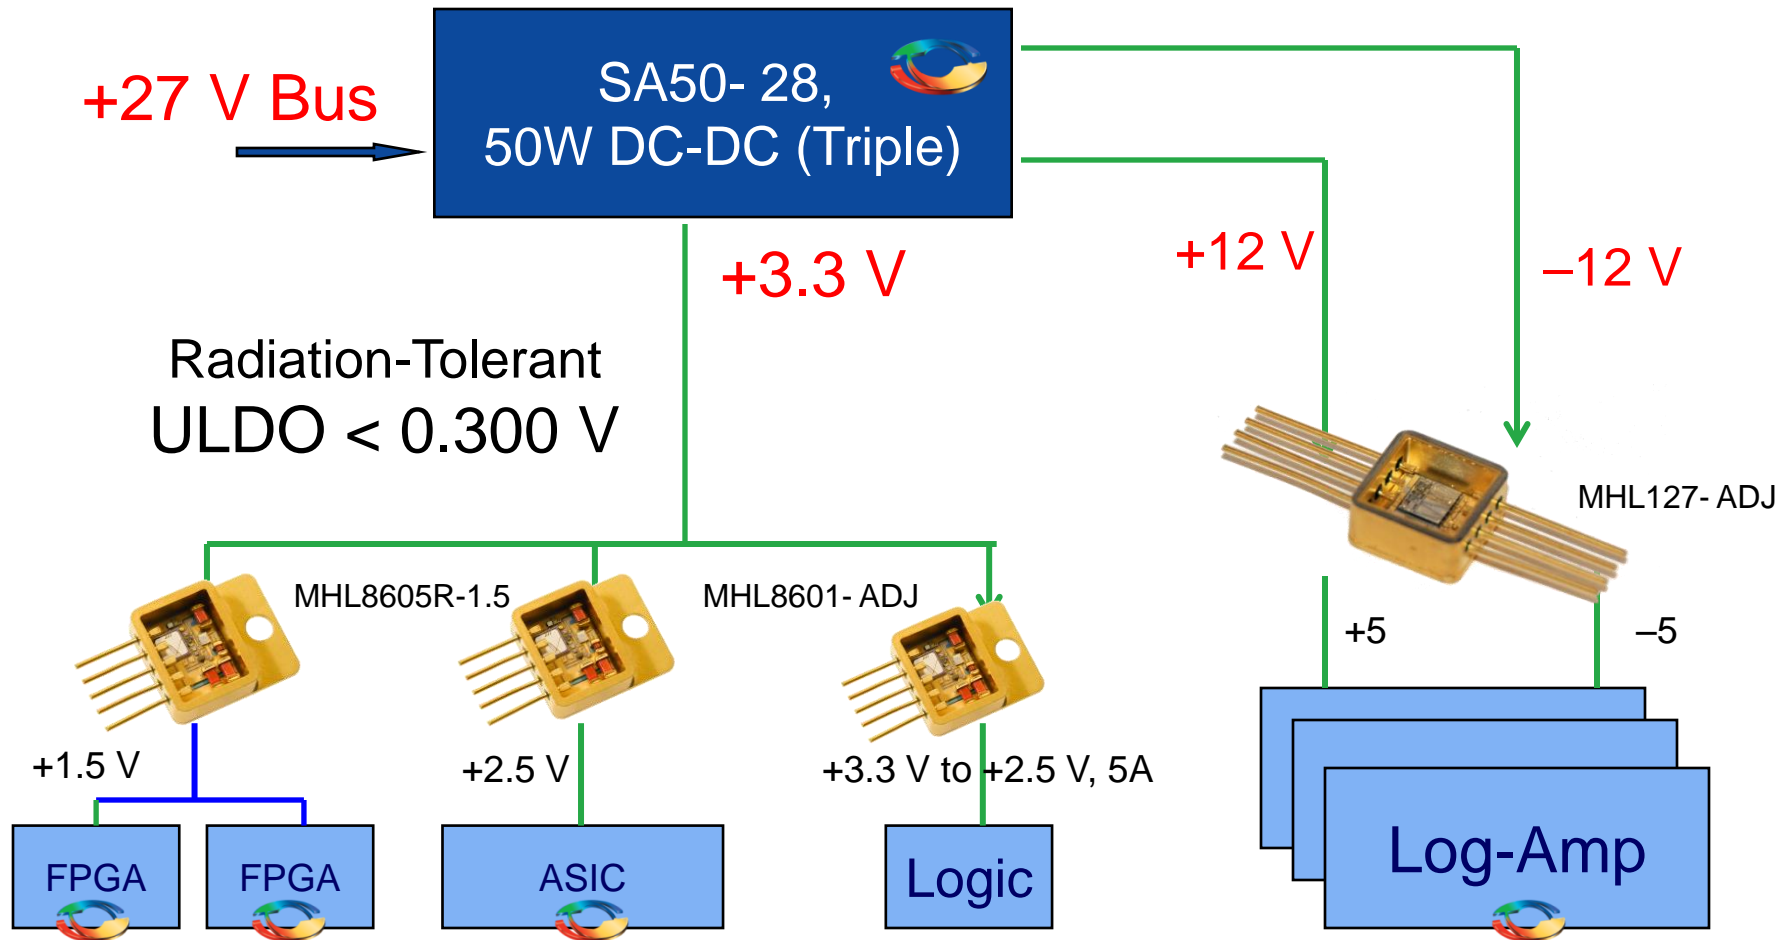 +27 V Bus
SA50- 28,
50W DC-DC (Triple)
+3.3 V
+12 V
–12 V
Radiation-Tolerant
ULDO < 0.300 V
MHL127- ADJ
MHL8605R-1.5
MHL8601- ADJ
+5
–5
+1.5 V
+2.5 V
+3.3 V to +2.5 V, 5A
FPGA
FPGA
ASIC
Logic
Log-Amp